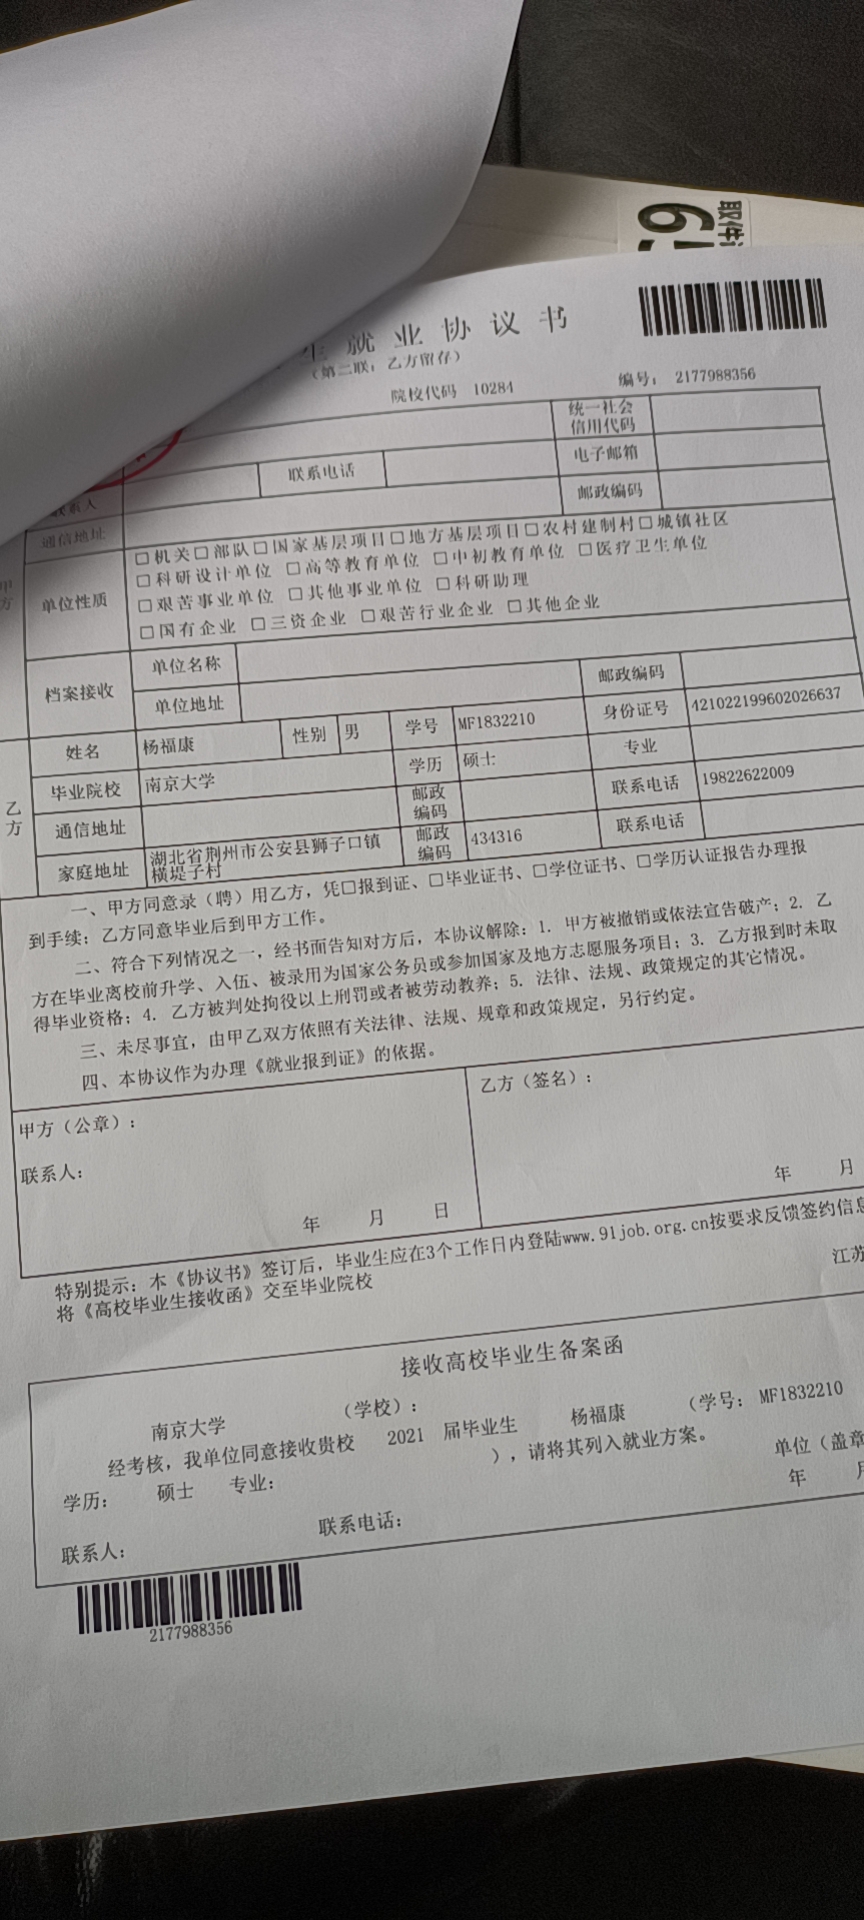 取件
65
生就业协议书
（第二联：乙方留存）
院校代码 10284
编号： 2177988356
统一社会信用代码
联系电话
电子邮箱
联系人
邮政编码
通信地址
甲方
单位性质
□机关□部队□国家基层项目□地方基层项目□农村建制村□城镇社区
□科研设计单位 □高等教育单位 □中初教育单位 □医疗卫生单位
□艰苦事业单位 □其他事业单位 □科研助理
□国有企业 □三资企业 □艰苦行业企业 □其他企业
档案接收
单位名称
邮政编码
单位地址
乙方
姓名 杨福康 性别 男 学号 MF1832210 身份证号 421022199602026637
毕业院校 南京大学 学历 硕士 专业
通信地址 邮政编码 联系电话 19822622009
家庭地址 湖北省荆州市公安县狮子口镇横堤子村 邮政编码 434316 联系电话
一、甲方同意录（聘）用乙方，凭□报到证、□毕业证书、□学位证书、□学历认证报告办理报
到手续；乙方同意毕业后到甲方工作。
二、符合下列情况之一，经书面告知对方后，本协议解除：1. 甲方被撤销或依法宣告破产；2. 乙
方在毕业离校前升学、入伍、被录用为国家公务员或参加国家及地方志愿服务项目；3. 乙方报到时未取
得毕业资格；4. 乙方被判处拘役以上刑罚或者被劳动教养；5. 法律、法规、政策规定的其它情况。
三、未尽事宜，由甲乙双方依照有关法律、法规、规章和政策规定，另行约定。
四、本协议作为办理《就业报到证》的依据。
甲方（公章）：
乙方（签名）：
联系人：
年 月 日
年 月
特别提示：本《协议书》签订后，毕业生应在3个工作日内登陆www.91job.org.cn按要求反馈签约信息
将《高校毕业生接收函》交至毕业院校
江苏
接收高校毕业生备案函
南京大学 （学校）：
经考核，我单位同意接收贵校 2021 届毕业生 杨福康 （学号：MF1832210
学历： 硕士 专业： ），请将其列入就业方案。
单位（盖章
联系人： 联系电话：
年 月
2177988356